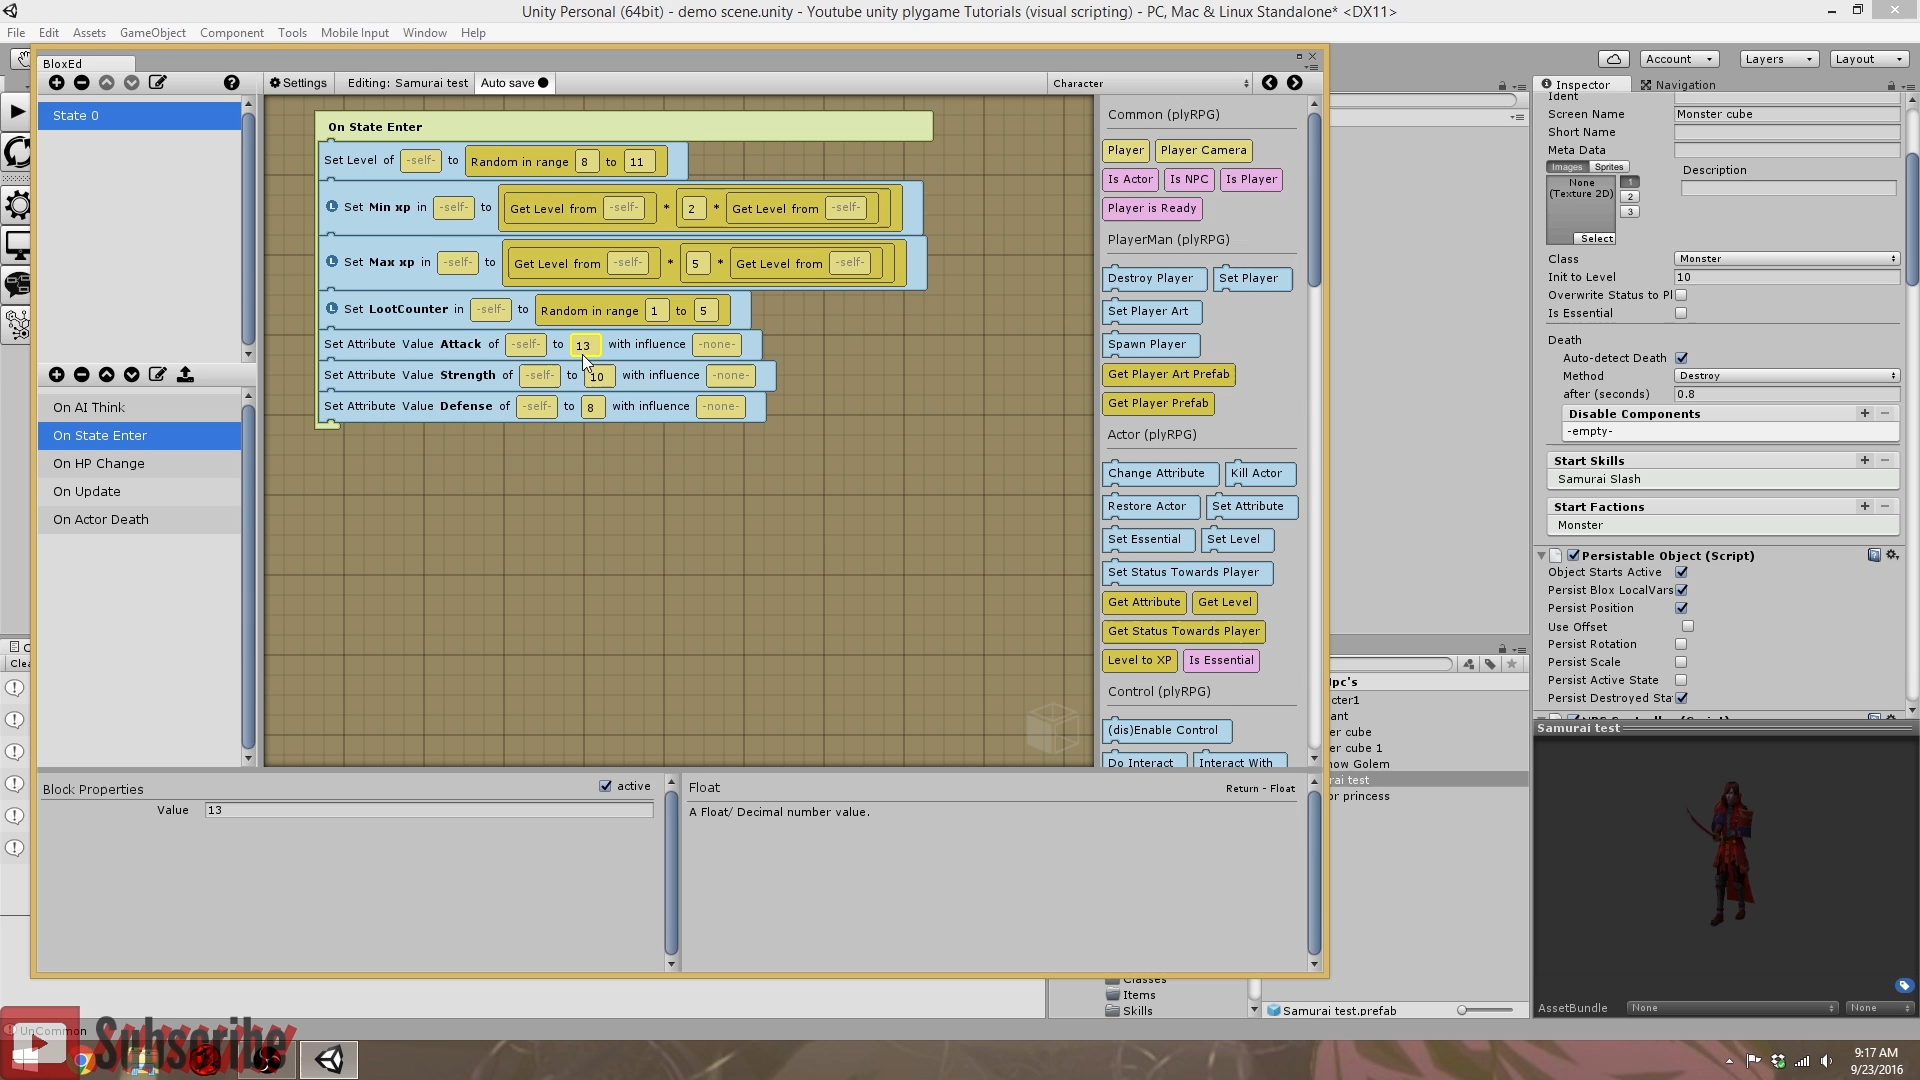 Unity Personal (64bit) - demo scene.unity - Youtube unity plygame Tutorials (visual scripting) - PC, Mac & Linux Standalone* <DX11>
File Edit Assets GameObject Component Tools Mobile Input Window Help
Account Layers Layout
BloxEd
Settings Editing: Samurai test Auto save Character
State 0
On AI Think
On State Enter
On HP Change
On Update
On Actor Death
On State Enter
Set Level of -self- to Random in range 8 to 11
L Set Min xp in -self- to Get Level from -self- * 2 * Get Level from -self-
L Set Max xp in -self- to Get Level from -self- * 5 * Get Level from -self-
L Set LootCounter in -self- to Random in range 1 to 5
Set Attribute Value Attack of -self- to 13 with influence -none-
Set Attribute Value Strength of -self- to 10 with influence -none-
Set Attribute Value Defense of -self- to 8 with influence -none-
Common (plyRPG)
Player Player Camera
Is Actor Is NPC Is Player
Player is Ready
PlayerMan (plyRPG)
Destroy Player Set Player
Set Player Art
Spawn Player
Get Player Art Prefab
Get Player Prefab
Actor (plyRPG)
Change Attribute Kill Actor
Restore Actor Set Attribute
Set Essential Set Level
Set Status Towards Player
Get Attribute Get Level
Get Status Towards Player
Level to XP Is Essential
Control (plyRPG)
(dis)Enable Control
Do Interact Interact With
Block Properties active
Value 13
Float Return - Float
A Float/ Decimal number value.
Inspector Navigation
Ident
Screen Name Monster cube
Short Name
Meta Data
Images Sprites Description
None
(Texture 2D)
1
2
3
Select
Class Monster
Init to Level 10
Overwrite Status to Pl
Is Essential
Death
Auto-detect Death
Method Destroy
after (seconds) 0.8
Disable Components
-empty-
Start Skills
Samurai Slash
Start Factions
Monster
Persistable Object (Script)
Object Starts Active
Persist Blox LocalVars
Persist Position
Use Offset
Persist Rotation
Persist Scale
Persist Active State
Persist Destroyed Sta
Samurai test
AssetBundle None None
Items
Skills
Samurai test.prefab
UnCommon
Subscribe
9:17 AM
9/23/2016